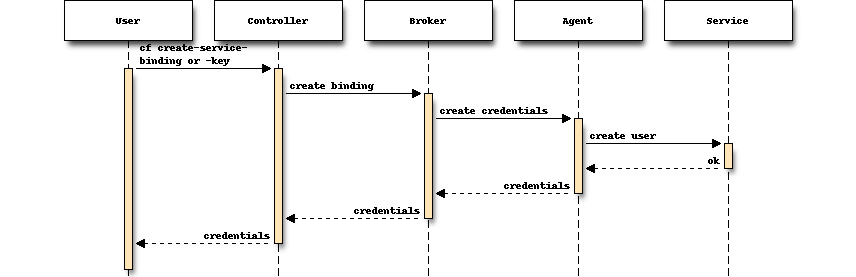 User
Controller
Broker
Agent
Service
cf create-service-
binding or -key
create binding
create credentials
create user
ok
credentials
credentials
credentials